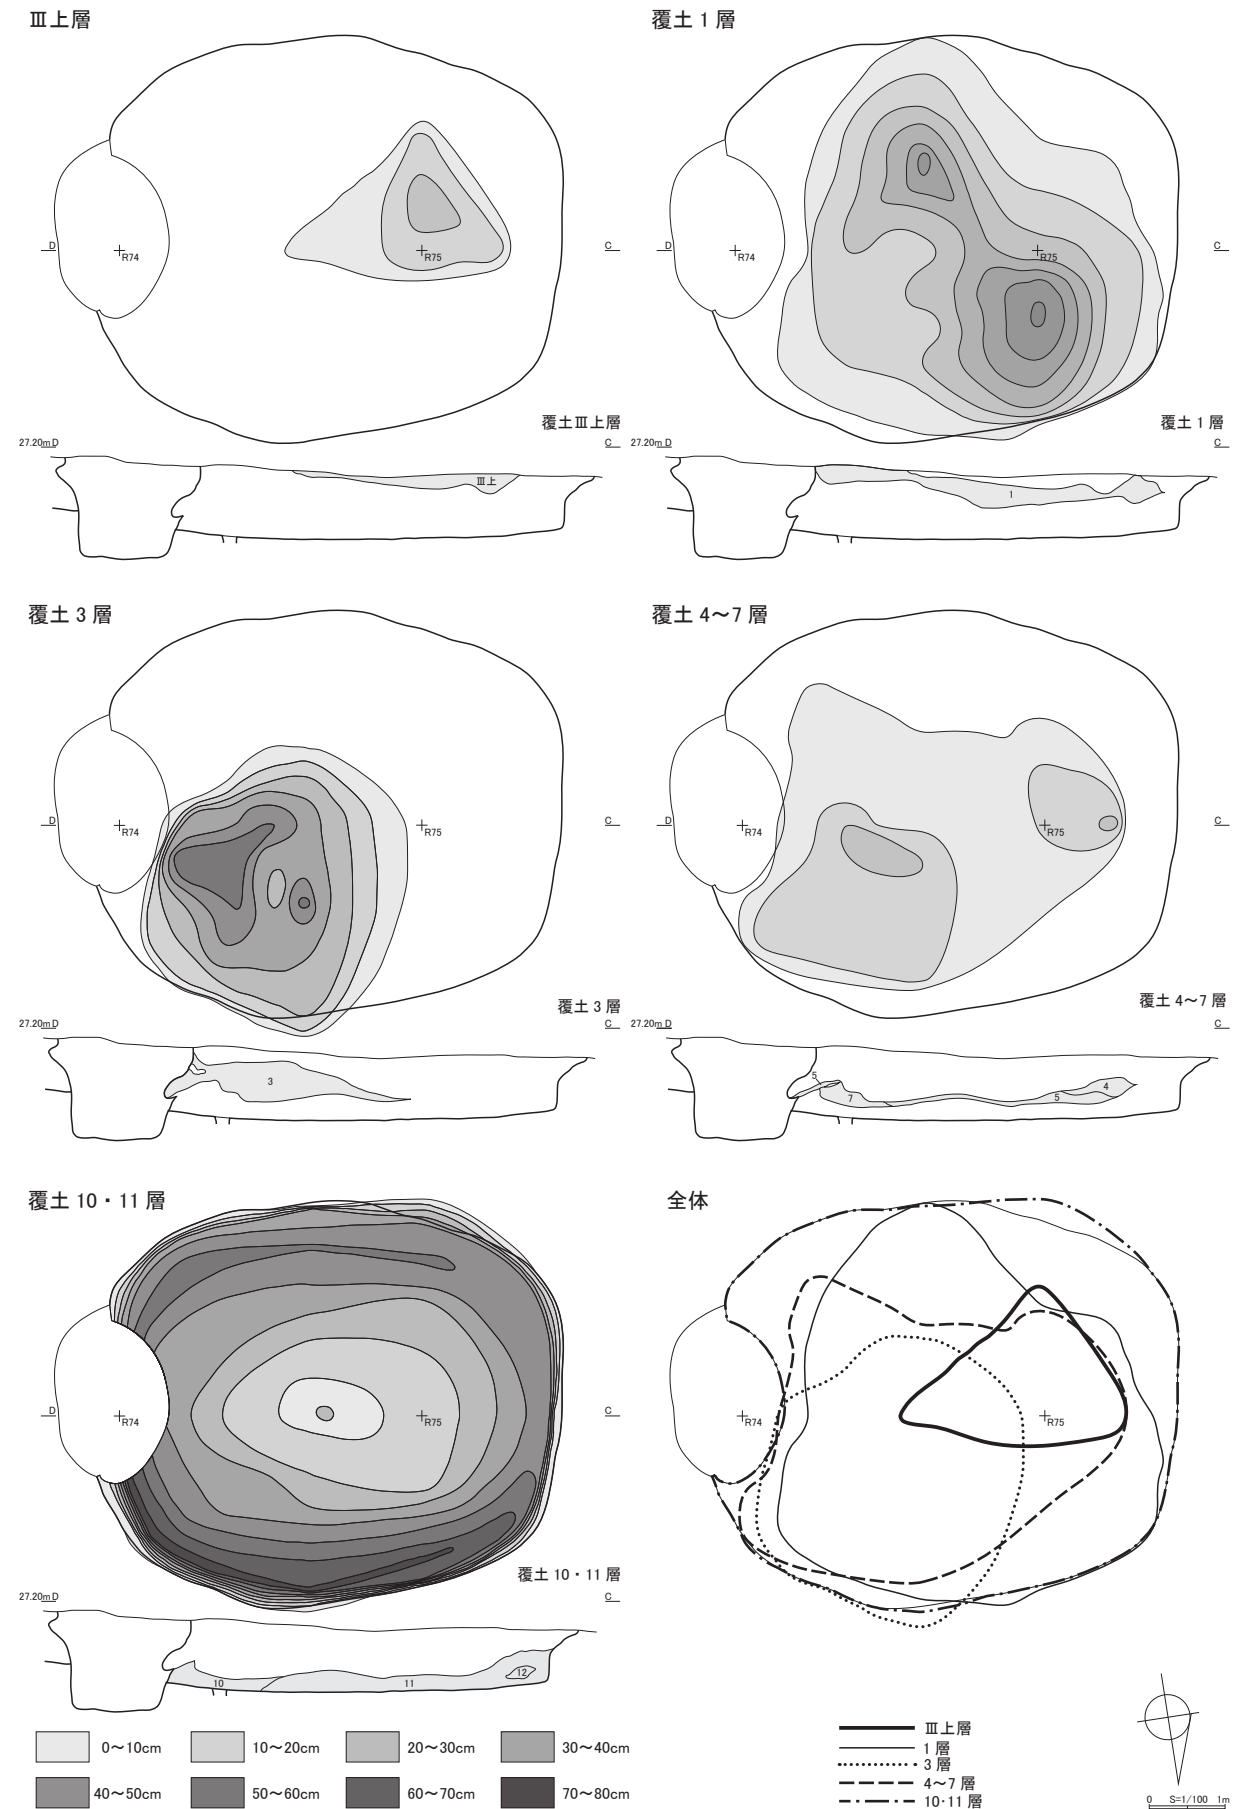 Ⅲ上層
D
R74
R75
C
覆土Ⅲ上層
27.20m D
C
Ⅲ上
覆土 1 層
D
R74
R75
C
覆土 1 層
27.20m D
C
1
覆土 3 層
D
R74
R75
C
覆土 3 層
27.20m D
C
3
覆土 4～7 層
D
R74
R75
C
覆土 4～7 層
27.20m D
C
5
7
5
4
覆土 10・11 層
D
R74
R75
C
覆土 10・11 層
27.20m D
C
10
11
12
全体
R74
R75
0～10cm
10～20cm
20～30cm
30～40cm
40～50cm
50～60cm
60～70cm
70～80cm
Ⅲ上層
1 層
3 層
4～7 層
10・11 層
0 S=1/100 1m